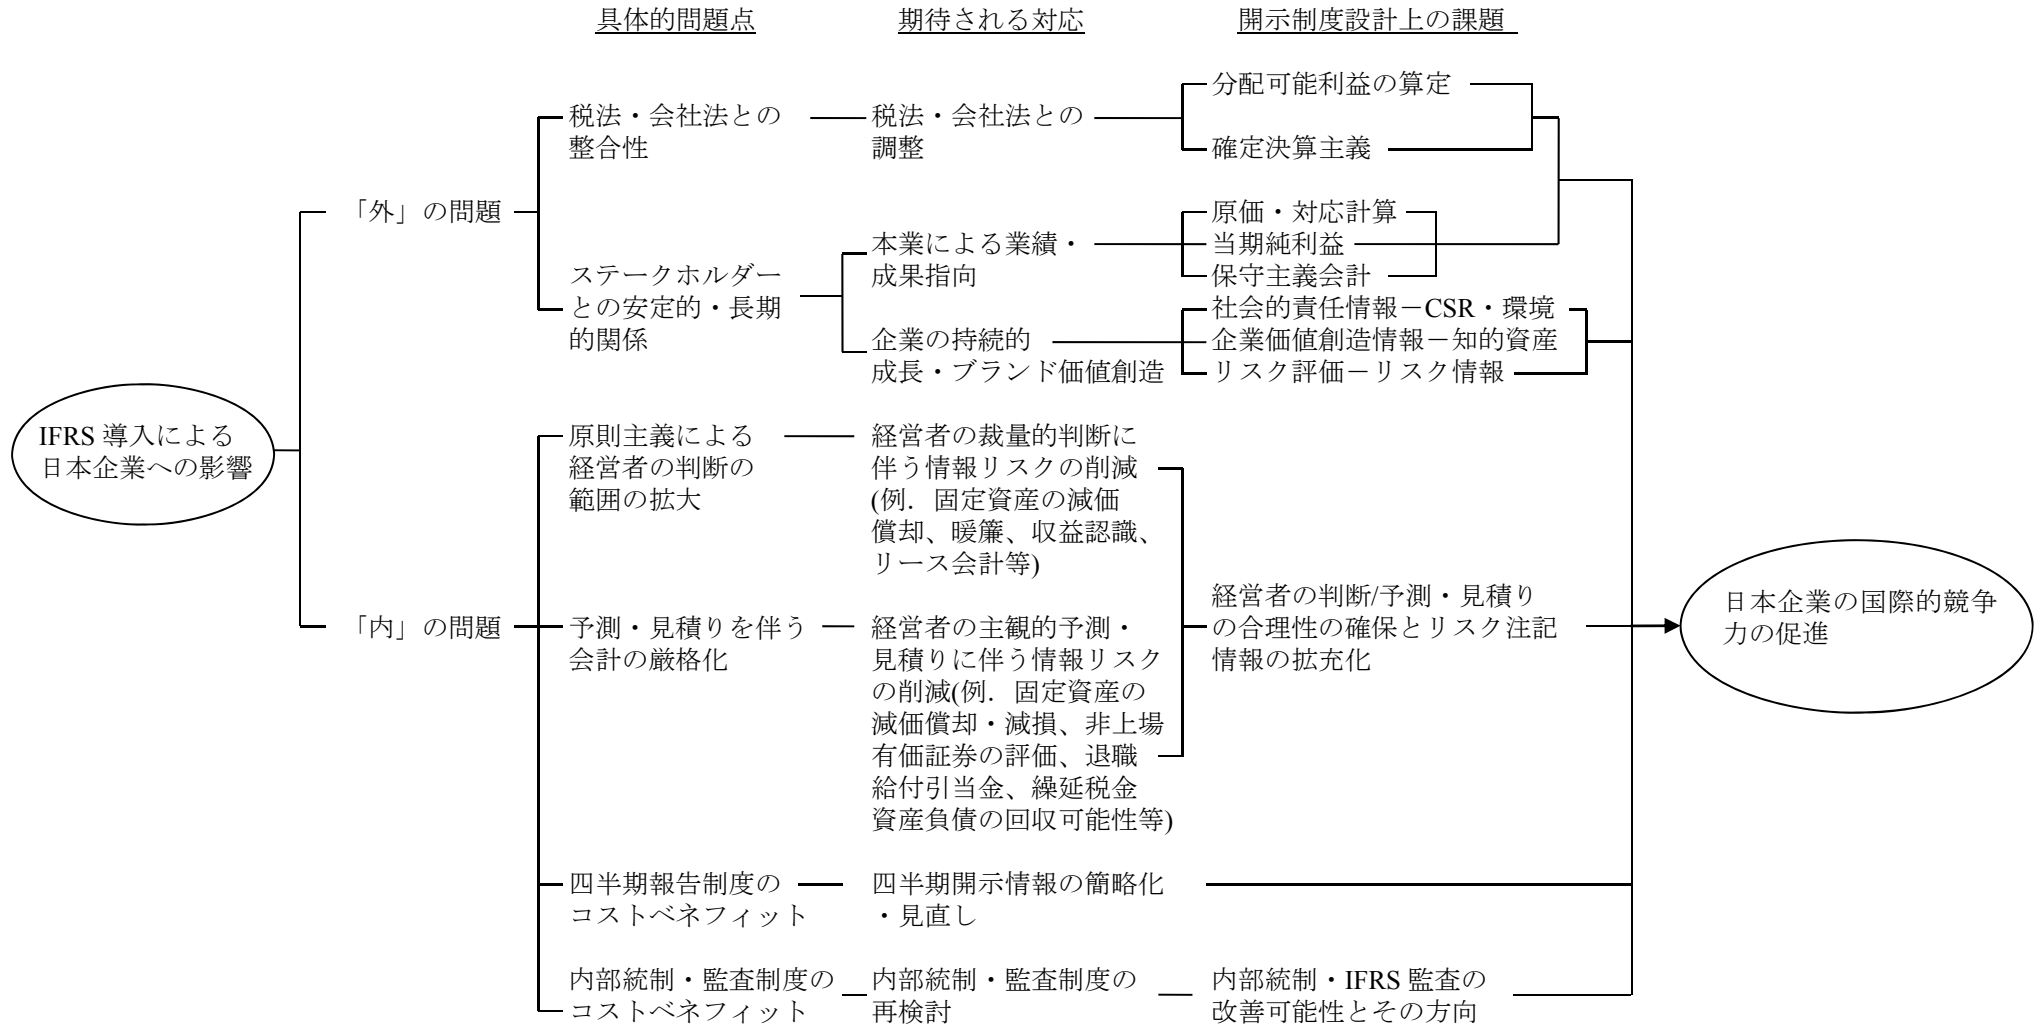 具体的問題点
期待される対応
開示制度設計上の課題
税法・会社法との
整合性
税法・会社法との
調整
分配可能利益の算定
確定決算主義
「外」の問題
ステークホルダー
との安定的・長期
的関係
本業による業績・
成果指向
原価・対応計算
当期純利益
保守主義会計
企業の持続的
成長・ブランド価値創造
社会的責任情報－CSR・環境
企業価値創造情報－知的資産
リスク評価－リスク情報
IFRS 導入による
日本企業への影響
原則主義による
経営者の判断の
範囲の拡大
経営者の裁量的判断に
伴う情報リスクの削減
(例．固定資産の減価
償却、暖簾、収益認識、
リース会計等)
「内」の問題
予測・見積りを伴う
会計の厳格化
経営者の主観的予測・
見積りに伴う情報リスク
の削減(例．固定資産の
減価償却・減損、非上場
有価証券の評価、退職
給付引当金、繰延税金
資産負債の回収可能性等)
経営者の判断/予測・見積り
の合理性の確保とリスク注記
情報の拡充化
日本企業の国際的競争
力の促進
四半期報告制度の
コストベネフィット
四半期開示情報の簡略化
・見直し
内部統制・監査制度の
コストベネフィット
内部統制・監査制度の
再検討
内部統制・IFRS 監査の
改善可能性とその方向